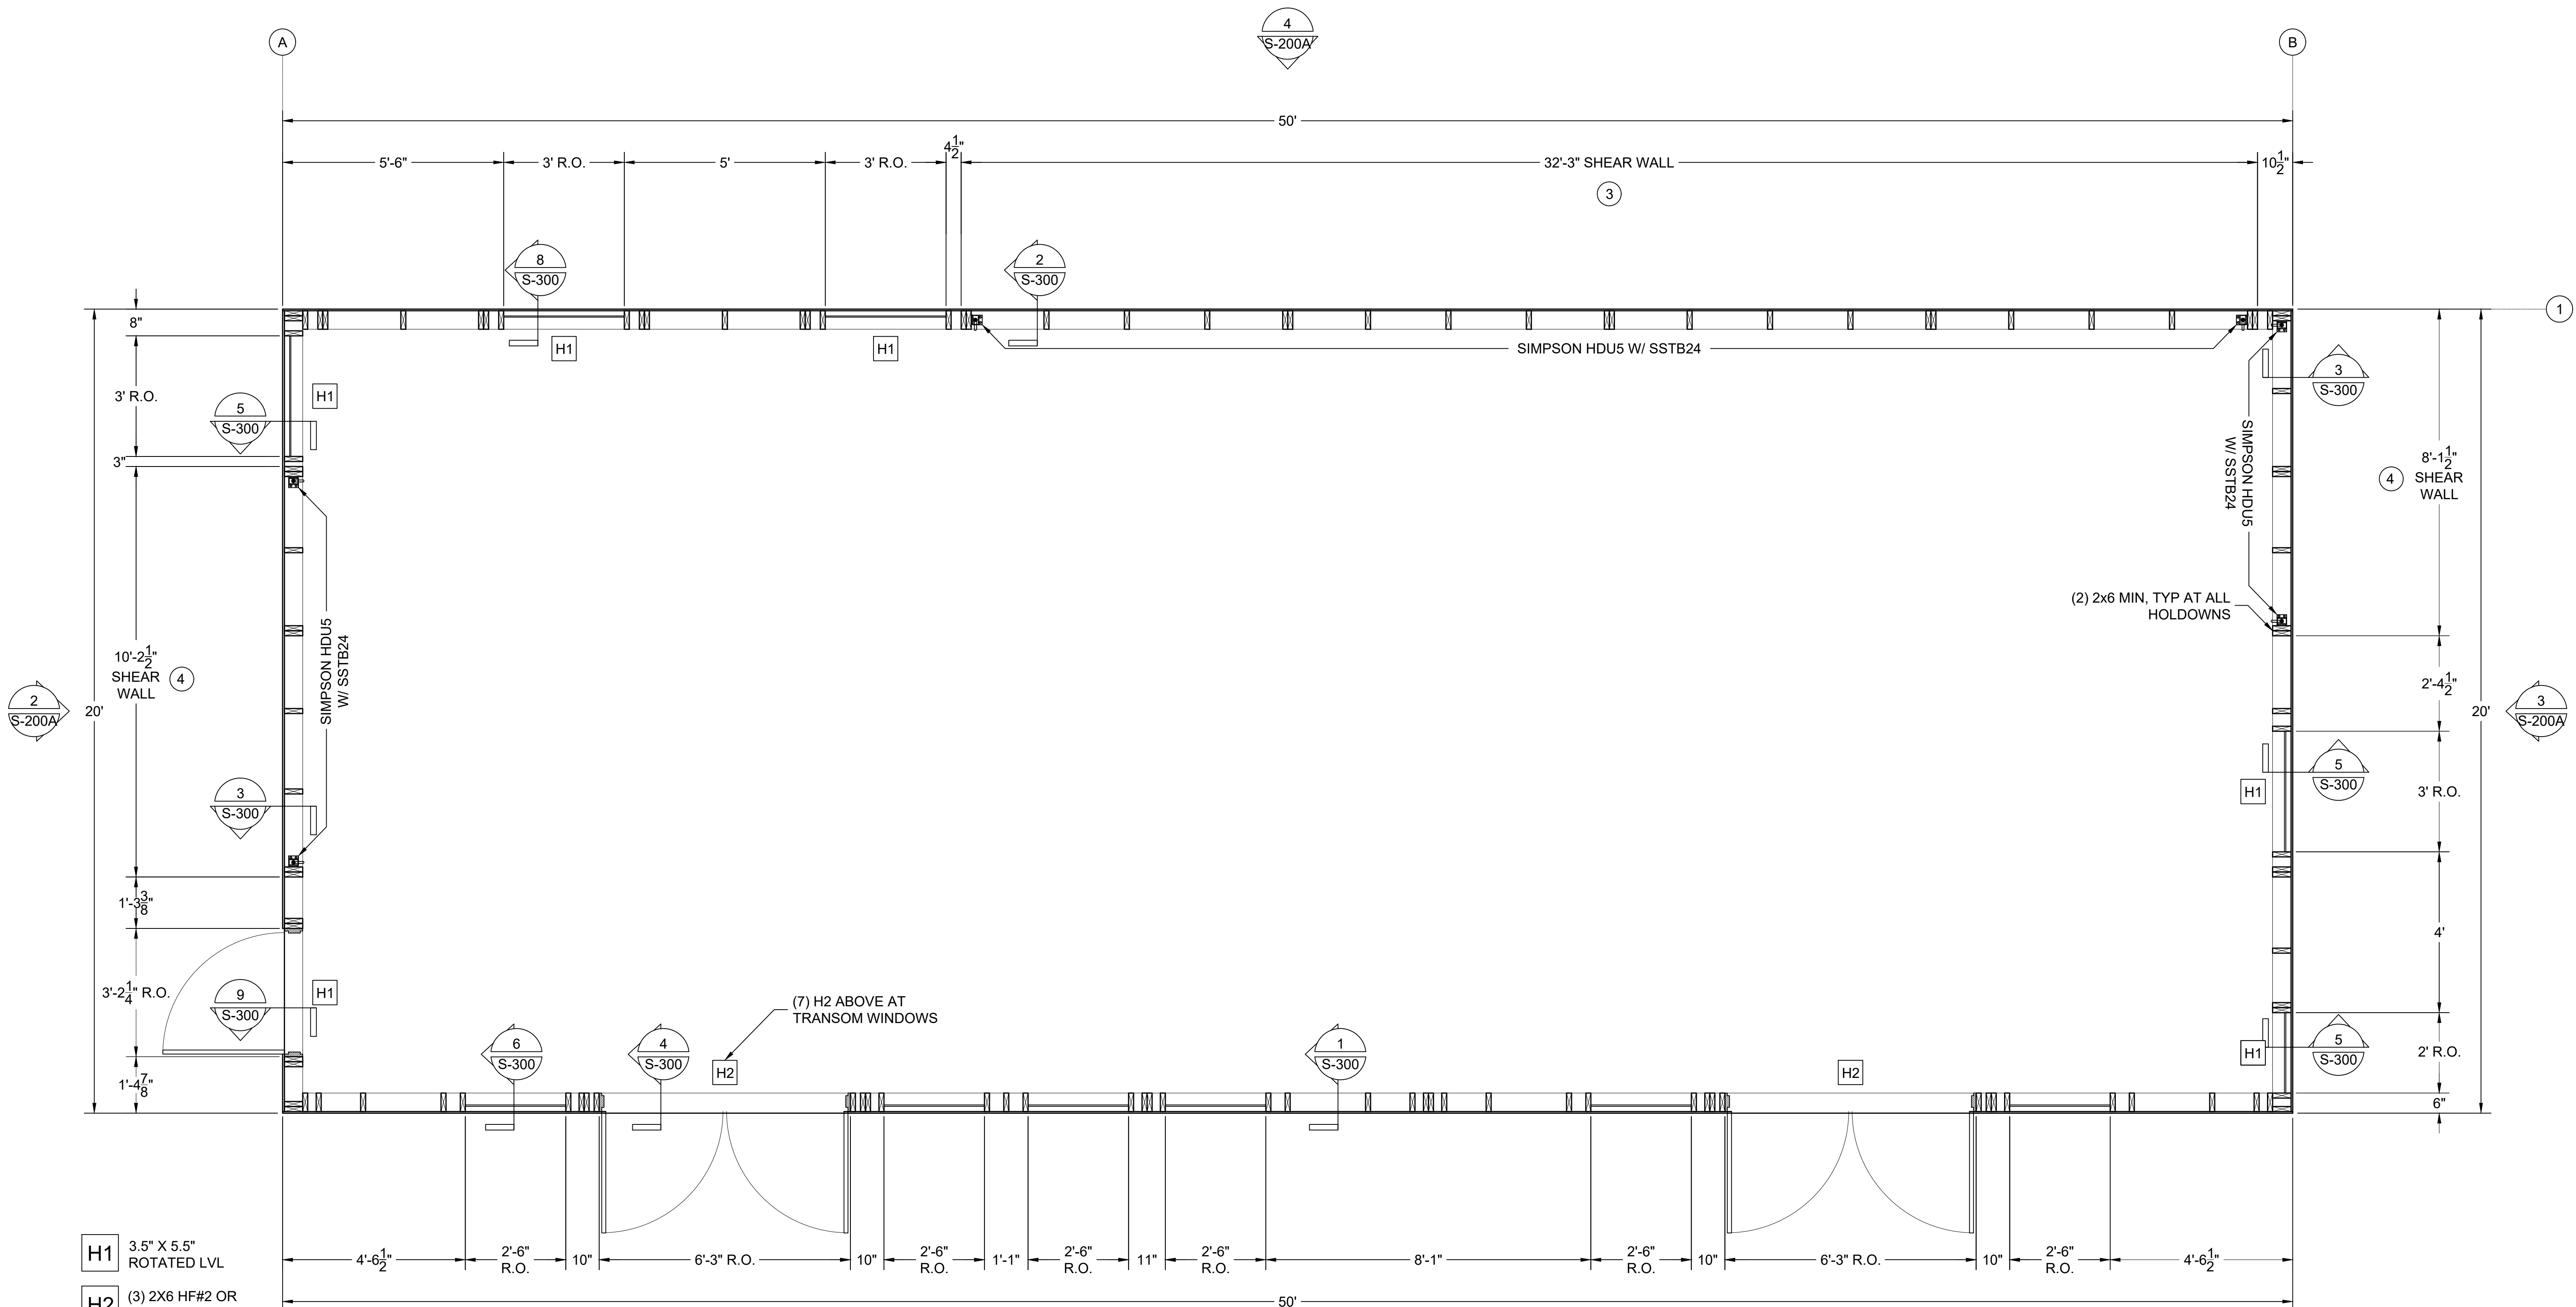 4
S-200A
A
B
50'
5'-6"
3' R.O.
5'
3' R.O.
4 1/2"
32'-3" SHEAR WALL
10 1/2"
3
8
S-300
2
S-300
1
8"
H1
H1
SIMPSON HDU5 W/ SSTB24
3
S-300
3' R.O.
H1
5
S-300
3"
SIMPSON HDU5
W/ SSTB24
8'-1 1/2"
SHEAR
WALL
4
(2) 2x6 MIN, TYP AT ALL
HOLDOWNS
SIMPSON HDU5
W/ SSTB24
10'-2 1/2"
SHEAR
WALL
4
2
S-200A
20'
2'-4 1/2"
20'
3
S-200A
3
S-300
H1
5
S-300
3' R.O.
1'-3 3/8"
4'
3'-2 1/4" R.O.
9
S-300
H1
(7) H2 ABOVE AT
TRANSOM WINDOWS
6
S-300
4
S-300
H2
1
S-300
H2
H1
5
S-300
2' R.O.
1'-4 7/8"
6"
H1
3.5" X 5.5"
ROTATED LVL
4'-6 1/2"
2'-6"
R.O.
10"
6'-3" R.O.
10"
2'-6"
R.O.
1'-1"
2'-6"
R.O.
11"
2'-6"
R.O.
8'-1"
2'-6"
R.O.
10"
6'-3" R.O.
10"
2'-6"
R.O.
4'-6 1/2"
H2
(3) 2X6 HF#2 OR
50'